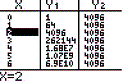 X Y₁ Y₂
0 1 4096
1 64 4096
2 4096 4096
3 262144 4096
4 1.68E7 4096
5 1.07E9 4096
6 6.9E10 4096
X=2